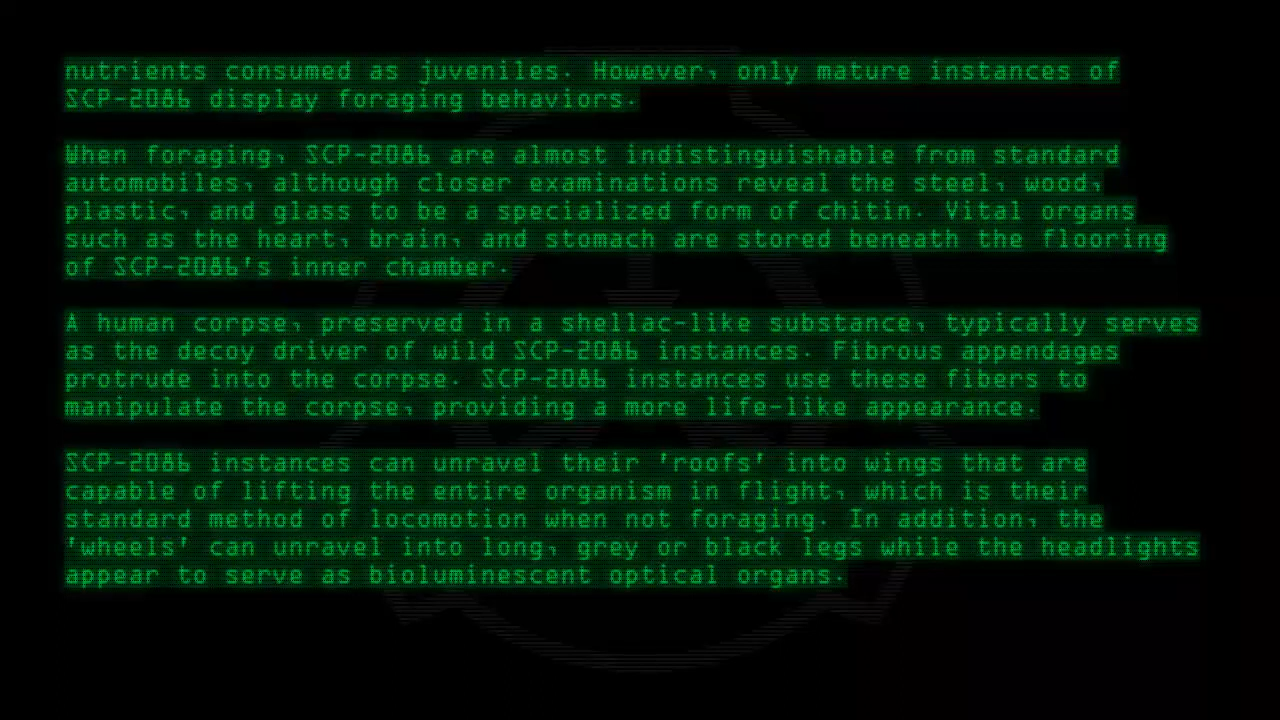 nutrients consumed as juveniles. However, only mature instances of
SCP-2086 display foraging behaviors.
When foraging, SCP-2086 are almost indistinguishable from standard
automobiles, although closer examinations reveal the steel, wood,
plastic, and glass to be a specialized form of chitin. Vital organs
such as the heart, brain, and stomach are stored beneath the flooring
of SCP-2086's inner chamber.
A human corpse, preserved in a shellac-like substance, typically serves
as the decoy driver of wild SCP-2086 instances. Fibrous appendages
protrude into the corpse. SCP-2086 instances use these fibers to
manipulate the corpse, providing a more life-like appearance.
SCP-2086 instances can unravel their 'roofs' into wings that are
capable of lifting the entire organism in flight, which is their
standard method of locomotion when not foraging. In addition, the
'wheels' can unravel into long, grey or black legs while the headlights
appear to serve as bioluminescent optical organs.